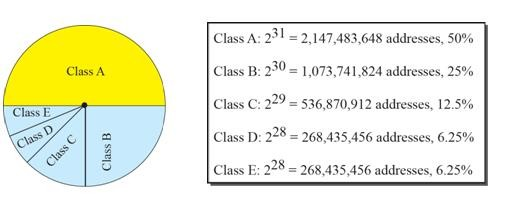 Class A
Class E
Class D
Class C
Class B
Class A: 2^31 = 2,147,483,648 addresses, 50%
Class B: 2^30 = 1,073,741,824 addresses, 25%
Class C: 2^29 = 536,870,912 addresses, 12.5%
Class D: 2^28 = 268,435,456 addresses, 6.25%
Class E: 2^28 = 268,435,456 addresses, 6.25%